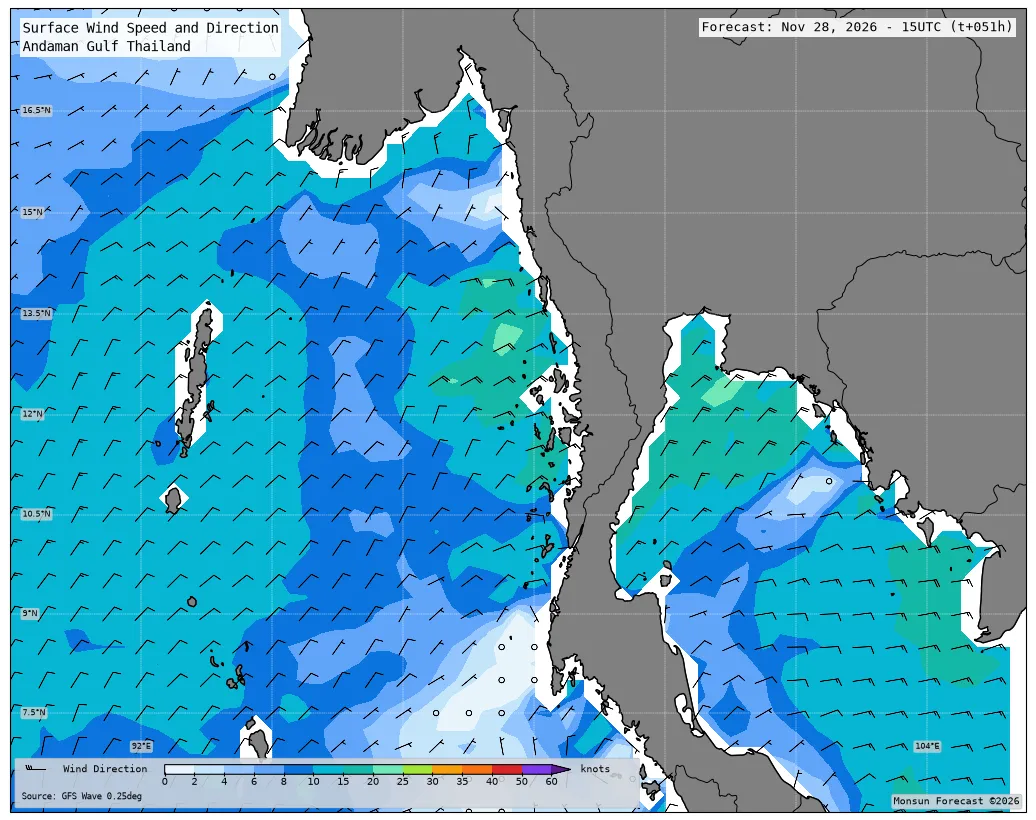 Surface Wind Speed and Direction
Andaman Gulf Thailand
Forecast: Nov 28, 2026 - 15UTC (t+051h)
16.5°N
15°N
13.5°N
12°N
10.5°N
9°N
7.5°N
92°E
104°E
Wind Direction
0 2 4 6 8 10 15 20 25 30 35 40 50 60
knots
Source: GFS Wave 0.25deg
Monsun Forecast ©2026